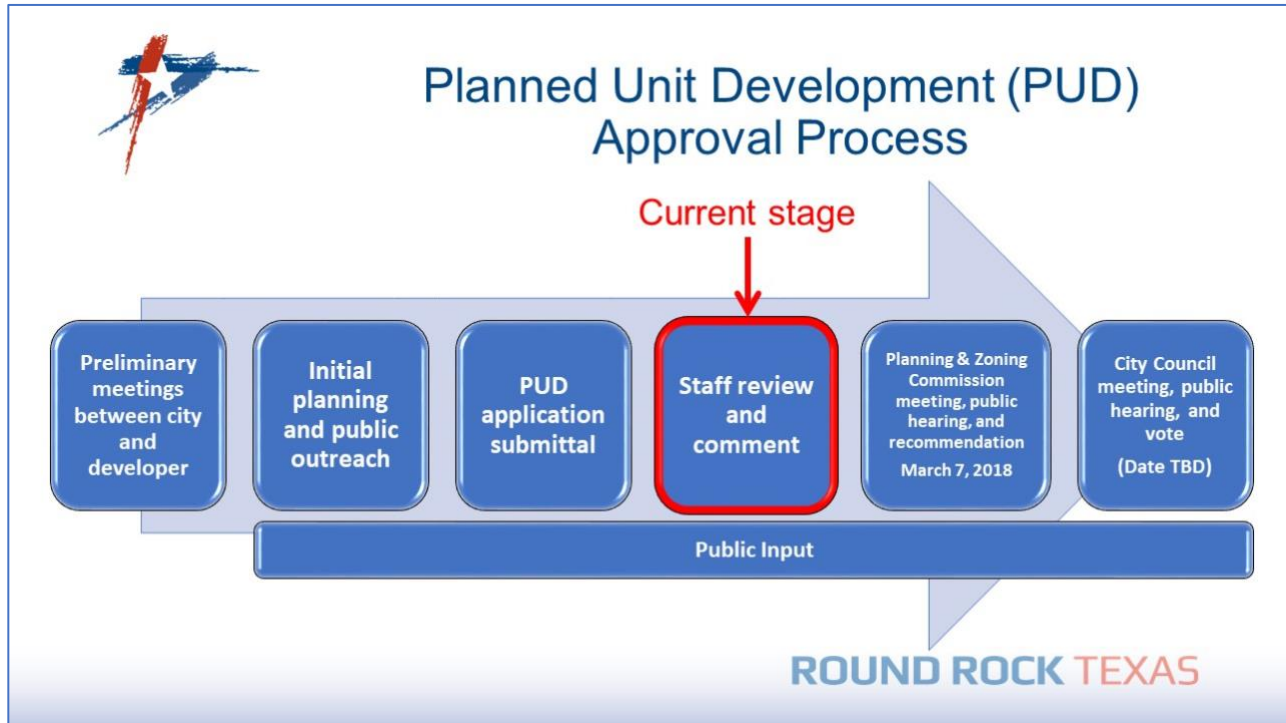 Planned Unit Development (PUD)
Approval Process
Current stage
Preliminary
meetings
between city
and
developer
Initial
planning
and public
outreach
PUD
application
submittal
Staff review
and
comment
Planning & Zoning
Commission
meeting, public
hearing, and
recommendation
March 7, 2018
City Council
meeting, public
hearing, and
vote
(Date TBD)
Public Input
ROUND ROCK TEXAS